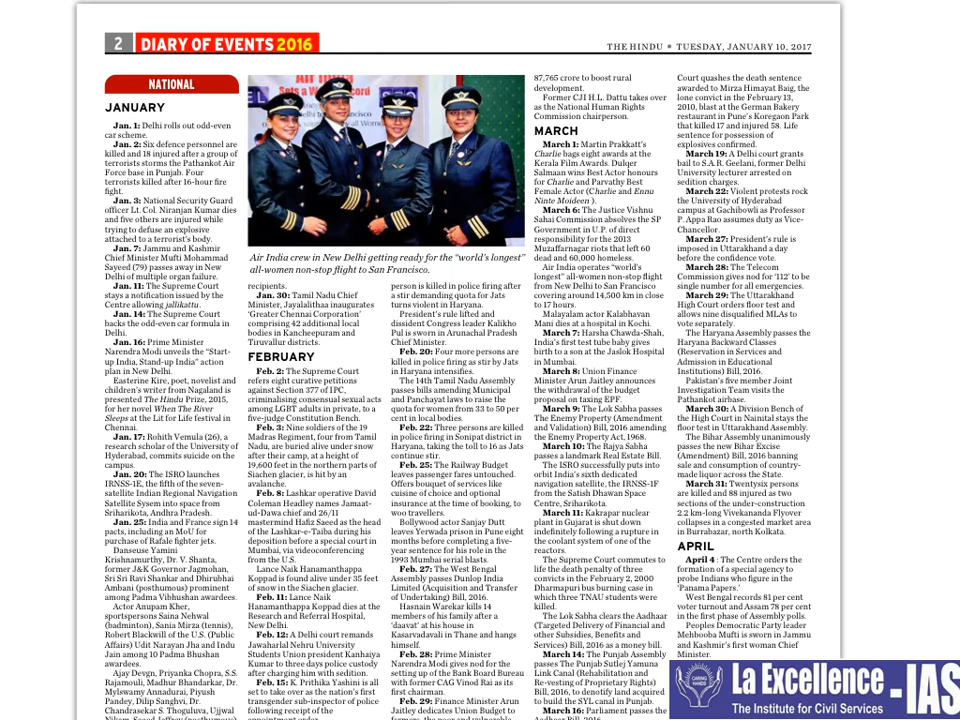 2
DIARY OF EVENTS 2016
THE HINDU ■ TUESDAY, JANUARY 10, 2017
NATIONAL
JANUARY
Jan. 1: Delhi rolls out odd-even
car scheme.
Jan. 2: Six defence personnel are
killed and 18 injured after a group of
terrorists storms the Pathankot Air
Force base in Punjab. Four
terrorists killed after 16-hour fire
fight.
Jan. 3: National Security Guard
officer Lt. Col. Niranjan Kumar dies
and five others are injured while
trying to defuse an explosive
attached to a terrorist's body.
Jan. 7: Jammu and Kashmir
Chief Minister Mufti Mohammad
Sayeed (79) passes away in New
Delhi of multiple organ failure.
Jan. 11: The Supreme Court
stays a notification issued by the
Centre allowing jallikattu.
Jan. 14: The Supreme Court
backs the odd-even car formula in
Delhi.
Jan. 16: Prime Minister
Narendra Modi unveils the "Start-
up India, Stand-up India" action
plan in New Delhi.
Easterine Kire, poet, novelist and
children's writer from Nagaland is
presented The Hindu Prize, 2015,
for her novel When The River
Sleeps at the Lit for Life festival in
Chennai.
Jan. 17: Rohith Vemula (26), a
research scholar of the University of
Hyderabad, commits suicide on the
campus.
Jan. 20: The ISRO launches
IRNSS-1E, the fifth of the seven-
satellite Indian Regional Navigation
Satellite Sysem into space from
Sriharikota, Andhra Pradesh.
Jan. 25: India and France sign 14
pacts, including an MoU for
purchase of Rafale fighter jets.
Danseuse Yamini
Krishnamurthy, Dr. V. Shanta,
former J&K Governor Jagmohan,
Sri Sri Ravi Shankar and Dhirubhai
Ambani (posthumous) prominent
among Padma Vibhushan awardees.
Actor Anupam Kher,
sportspersons Saina Nehwal
(badminton), Sania Mirza (tennis),
Robert Blackwill of the U.S. (Public
Affairs) Udit Narayan Jha and Indu
Jain among 10 Padma Bhushan
awardees.
Ajay Devgn, Priyanka Chopra, S.S.
Rajamouli, Madhur Bhandarkar, Dr.
Mylswamy Annadurai, Piyush
Pandey, Dilip Sanghvi, Dr.
Chandrasekar S. Thoguluva, Ujjwal
Air India crew in New Delhi getting ready for the "world's longest"
all-women non-stop flight to San Francisco.
recipients.
Jan. 30: Tamil Nadu Chief
Minister, Jayalalithaa inaugurates
'Greater Chennai Corporation'
comprising 42 additional local
bodies in Kancheepuram and
Tiruvallur districts.
FEBRUARY
Feb. 2: The Supreme Court
refers eight curative petitions
against Section 377 of IPC,
criminalising consensual sexual acts
among LGBT adults in private, to a
five-judge Constitution Bench.
Feb. 3: Nine soldiers of the 19
Madras Regiment, four from Tamil
Nadu, are buried alive under snow
after their camp, at a height of
19,600 feet in the northern parts of
Siachen glacier, is hit by an
avalanche.
Feb. 8: Lashkar operative David
Coleman Headley names Jamaat-
ud-Dawa chief and 26/11
mastermind Hafiz Saeed as the head
of the Lashkar-e-Taiba during his
deposition before a special court in
Mumbai, via videoconferencing
from the U.S.
Lance Naik Hanamanthappa
Koppad is found alive under 35 feet
of snow in the Siachen glacier.
Feb. 11: Lance Naik
Hanamanthappa Koppad dies at the
Research and Referral Hospital,
New Delhi.
Feb. 12: A Delhi court remands
Jawaharlal Nehru University
Students Union president Kanhaiya
Kumar to three days police custody
after charging him with sedition.
Feb. 15: K. Prithika Yashini is all
set to take over as the nation's first
transgender sub-inspector of police
following receipt of the
appointment order.
person is killed in police firing after
a stir demanding quota for Jats
turns violent in Haryana.
President's rule lifted and
dissident Congress leader Kalikho
Pul is sworn in Arunachal Pradesh
Chief Minister.
Feb. 20: Four more persons are
killed in police firing as stir by Jats
in Haryana intensifies.
The 14th Tamil Nadu Assembly
passes bills amending Municipal
and Panchayat laws to raise the
quota for women from 33 to 50 per
cent in local bodies.
Feb. 22: Three persons are killed
in police firing in Sonipat district in
Haryana, taking the toll to 16 as Jats
continue stir.
Feb. 25: The Railway Budget
leaves passenger fares untouched.
Offers bouquet of services like
cuisine of choice and optional
insurance at the time of booking, to
woo travellers.
Bollywood actor Sanjay Dutt
leaves Yerwada prison in Pune eight
months before completing a five-
year sentence for his role in the
1993 Mumbai serial blasts.
Feb. 27: The West Bengal
Assembly passes Dunlop India
Limited (Acquisition and Transfer
of Undertaking) Bill, 2016.
Hasnain Warekar kills 14
members of his family after a
'daavat' at his house in
Kasarvadavali in Thane and hangs
himself.
Feb. 28: Prime Minister
Narendra Modi gives nod for the
setting up of the Bank Board Bureau
with former CAG Vinod Rai as its
first chairman.
Feb. 29: Finance Minister Arun
Jaitley dedicates Union Budget to
87,765 crore to boost rural
development.
Former CJI H.L. Dattu takes over
as the National Human Rights
Commission chairperson.
MARCH
March 1: Martin Prakkatt's
Charlie bags eight awards at the
Kerala Film Awards. Dulqer
Salmaan wins Best Actor honours
for Charlie and Parvathy Best
Female Actor (Charlie and Ennu
Ninte Moideen ).
March 6: The Justice Vishnu
Sahai Commission absolves the SP
Government in U.P. of direct
responsibility for the 2013
Muzaffarnagar riots that left 60
dead and 60,000 homeless.
Air India operates "world's
longest" all-women non-stop flight
from New Delhi to San Francisco
covering around 14,500 km in close
to 17 hours.
Malayalam actor Kalabhavan
Mani dies at a hospital in Kochi.
March 7: Harsha Chawda-Shah,
India's first test tube baby gives
birth to a son at the Jaslok Hospital
in Mumbai.
March 8: Union Finance
Minister Arun Jaitley announces
the withdrawal of the budget
proposal on taxing EPF.
March 9: The Lok Sabha passes
The Enemy Property (Amendment
and Validation) Bill, 2016 amending
the Enemy Property Act, 1968.
March 10: The Rajya Sabha
passes a landmark Real Estate Bill.
The ISRO successfully puts into
orbit India's sixth dedicated
navigation satellite, the IRNSS-1F
from the Satish Dhawan Space
Centre, Sriharikota.
March 11: Kakrapar nuclear
plant in Gujarat is shut down
indefinitely following a rupture in
the coolant system of one of the
reactors.
The Supreme Court commutes to
life the death penalty of three
convicts in the February 2, 2000
Dharmapuri bus burning case in
which three TNAU students were
killed.
The Lok Sabha clears the Aadhaar
(Targeted Delivery of Financial and
other Subsidies, Benefits and
Services) Bill, 2016 as a money bill.
March 14: The Punjab Assembly
passes The Punjab Sutlej Yamuna
Link Canal (Rehabilitation and
Re-vesting of Proprietary Rights)
Bill, 2016, to denotify land acquired
to build the SYL canal in Punjab.
March 16: Parliament passes the
Court quashes the death sentence
awarded to Mirza Himayat Baig, the
lone convict in the February 13,
2010, blast at the German Bakery
restaurant in Pune's Koregaon Park
that killed 17 and injured 58. Life
sentence for possession of
explosives confirmed.
March 19: A Delhi court grants
bail to S.A.R. Geelani, former Delhi
University lecturer arrested on
sedition charges.
March 22: Violent protests rock
the University of Hyderabad
campus at Gachibowli as Professor
P. Appa Rao assumes duty as Vice-
Chancellor.
March 27: President's rule is
imposed in Uttarakhand a day
before the confidence vote.
March 28: The Telecom
Commission gives nod for '112' to be
single number for all emergencies.
March 29: The Uttarakhand
High Court orders floor test and
allows nine disqualified MLAs to
vote separately.
The Haryana Assembly passes the
Haryana Backward Classes
(Reservation in Services and
Admission in Educational
Institutions) Bill, 2016.
Pakistan's five member Joint
Investigation Team visits the
Pathankot airbase.
March 30: A Division Bench of
the High Court in Nainital stays the
floor test in Uttarakhand Assembly.
The Bihar Assembly unanimously
passes the new Bihar Excise
(Amendment) Bill, 2016 banning
sale and consumption of country-
made liquor across the State.
March 31: Twentysix persons
are killed and 88 injured as two
sections of the under-construction
2.2 km-long Vivekananda Flyover
collapses in a congested market area
in Burrabazar, north Kolkata.
APRIL
April 4 : The Centre orders the
formation of a special agency to
probe Indians who figure in the
'Panama Papers.'
West Bengal records 81 per cent
voter turnout and Assam 78 per cent
in the first phase of Assembly polls.
Peoples Democratic Party leader
Mehbooba Mufti is sworn in Jammu
and Kashmir's first woman Chief
Minister.
La Excellence
The Institute for Civil Services
-IAS
CARING HANDS